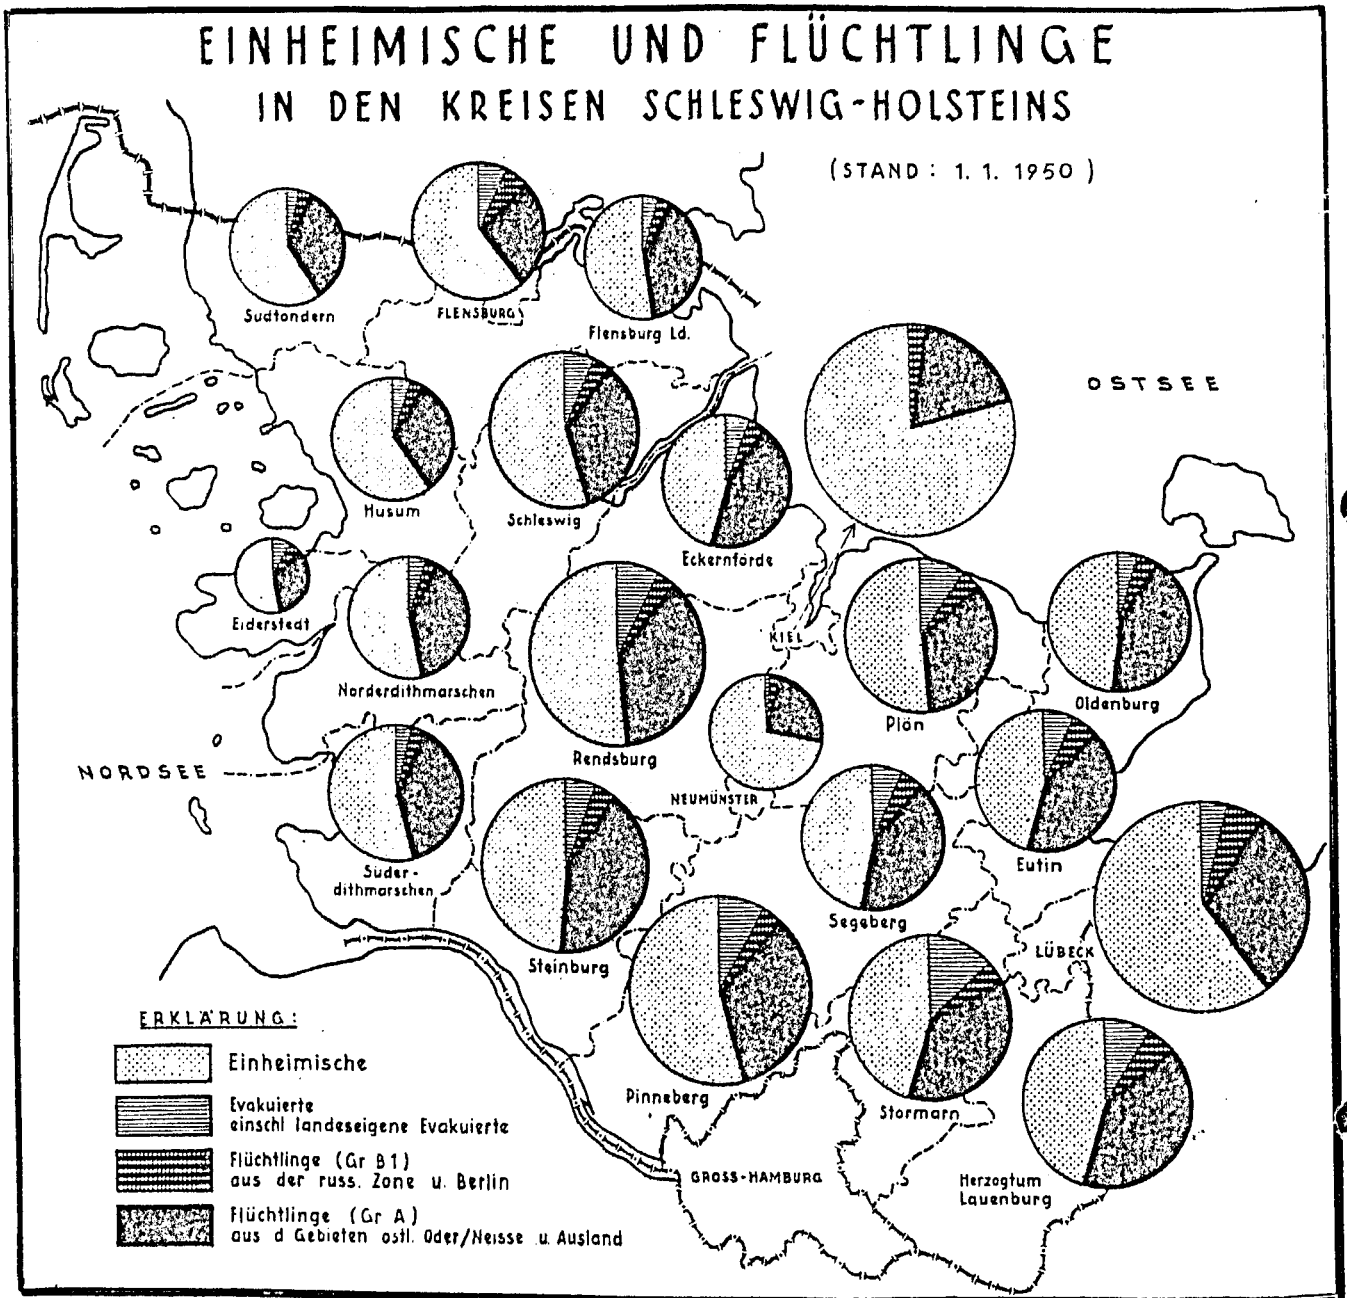 EINHEIMISCHE UND FLÜCHTLINGE
IN DEN KREISEN SCHLESWIG-HOLSTEINS
(STAND: 1. 1. 1950)
Südtondern
FLENSBURG
Flensburg Ld.
OSTSEE
Husum
Schleswig
Eckernförde
Eiderstedt
KIEL
Norderdithmarschen
Plön
Oldenburg
Rendsburg
NORDSEE
NEUMÜNSTER
Süder-
dithmarschen
Eutin
Segeberg
Steinburg
LÜBECK
Pinneberg
Stormarn
GROSS-HAMBURG
Herzogtum
Lauenburg
ERKLÄRUNG:
Einheimische
Evakuierte
einschl landeseigene Evakuierte
Flüchtlinge (Gr B1)
aus der russ. Zone u. Berlin
Flüchtlinge (Gr A)
aus d Gebieten östl. Oder/Neisse u. Ausland